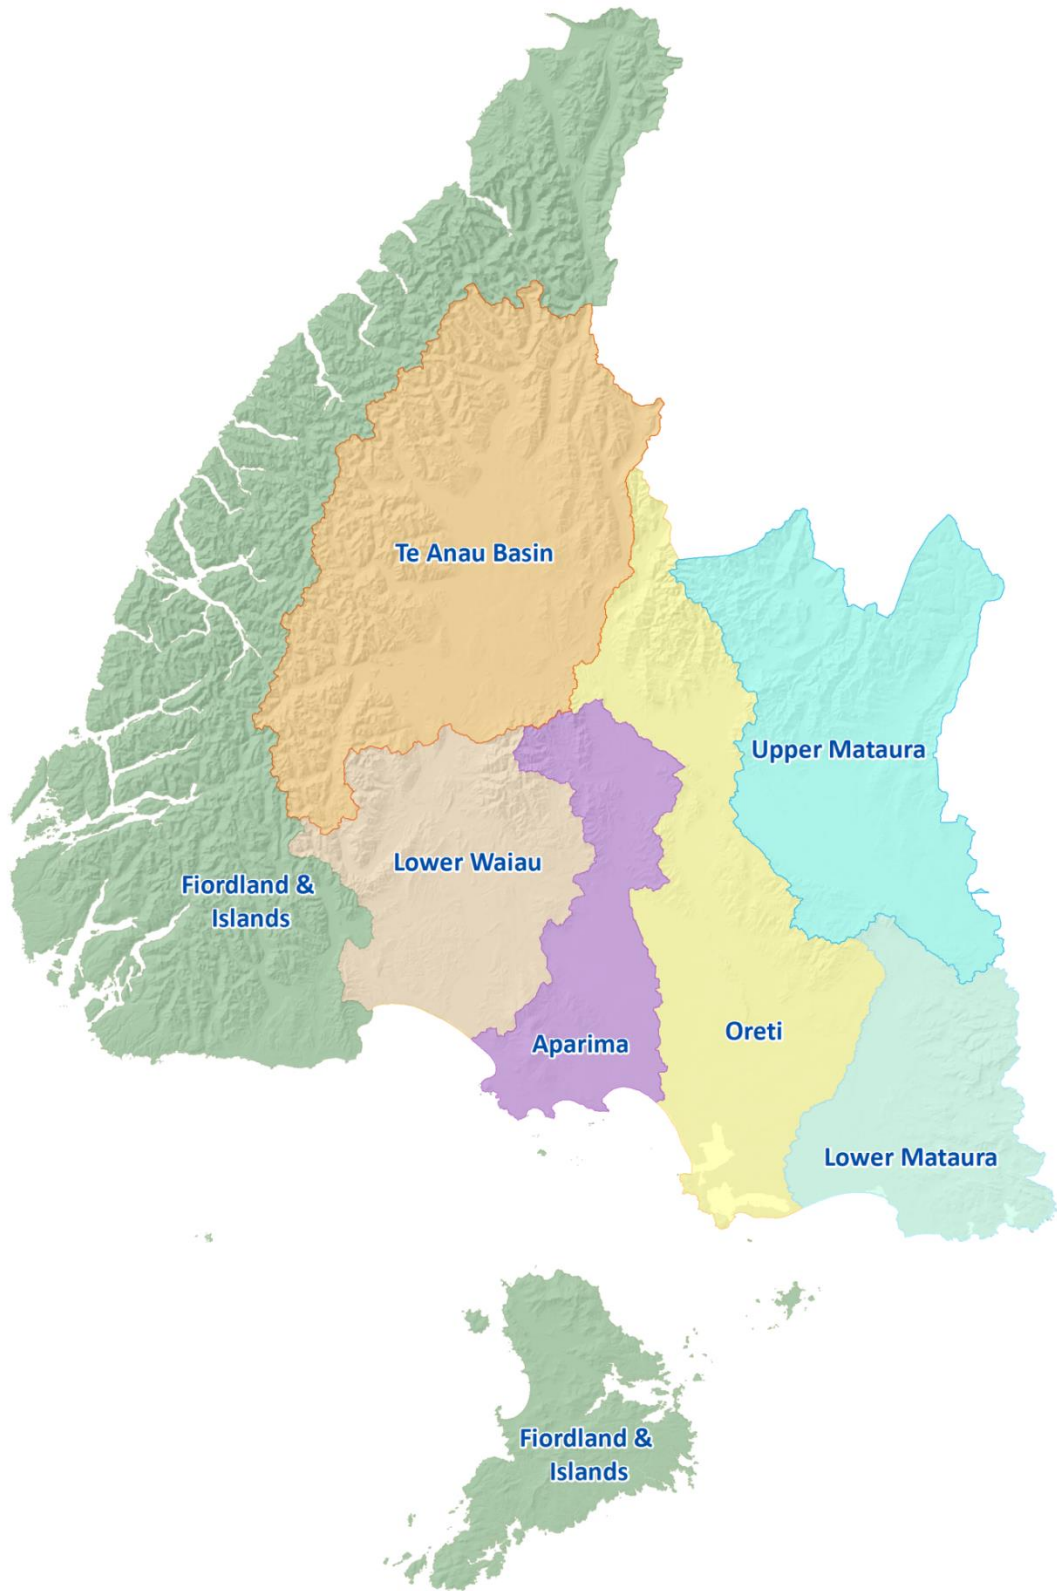 Te Anau Basin
Upper Mataura
Lower Waiau
Fiordland &
Islands
Oreti
Aparima
Lower Mataura
Fiordland &
Islands